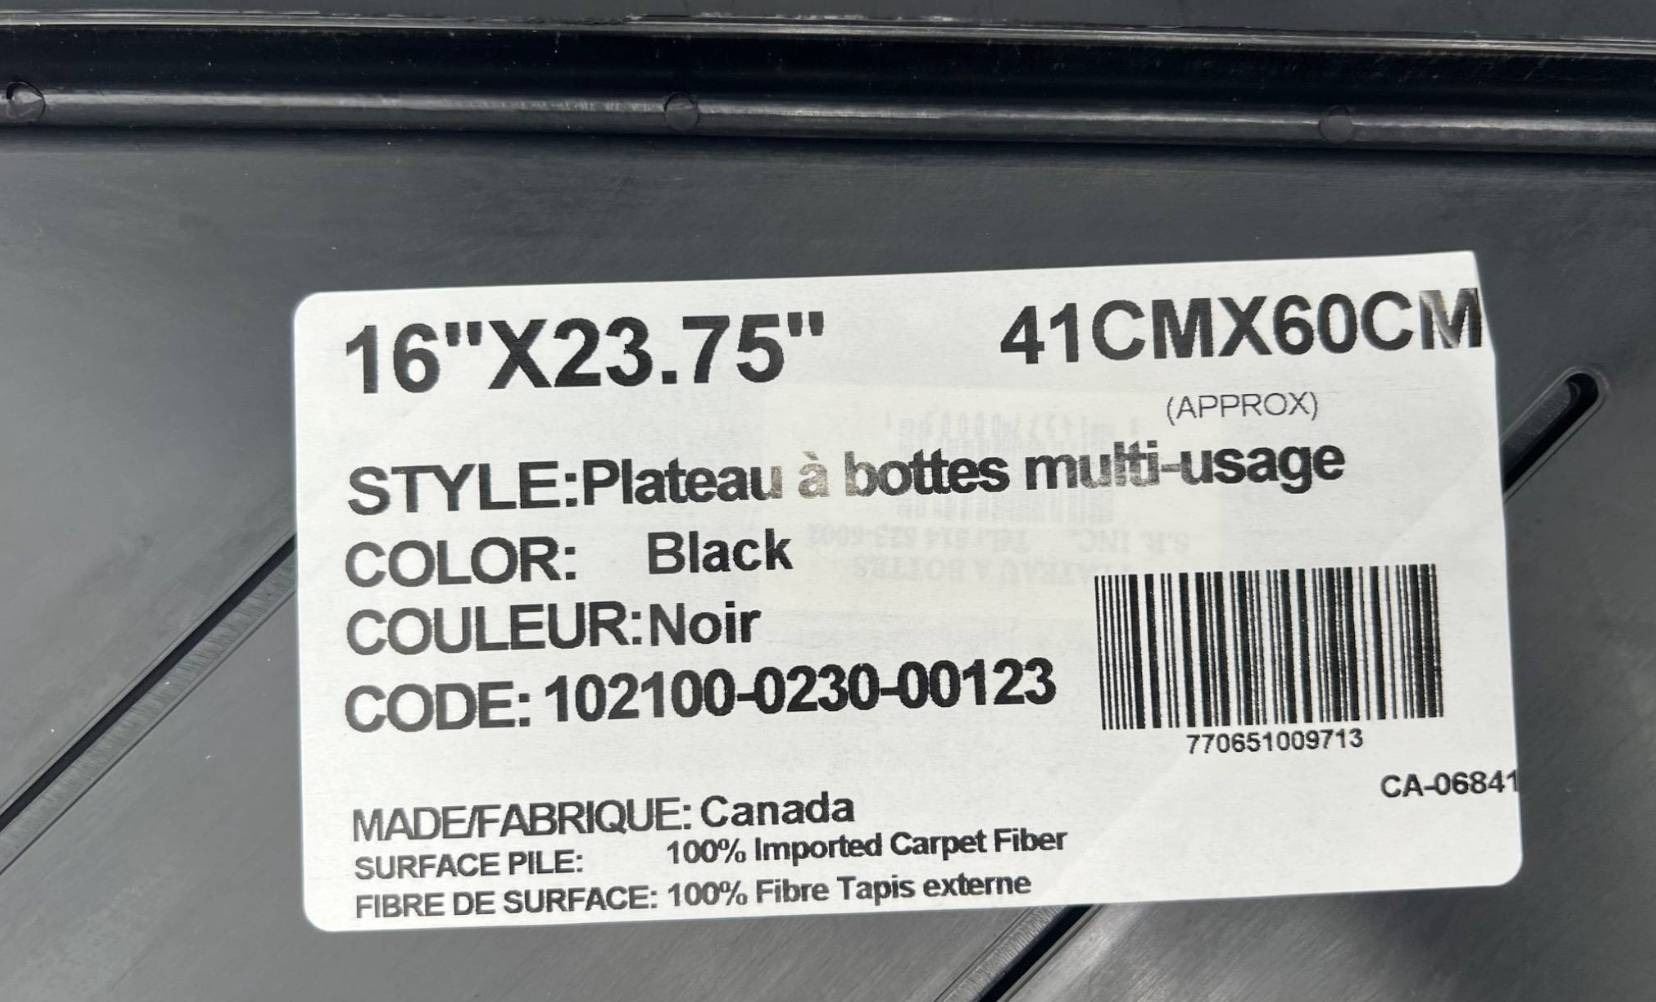 16"X23.75" 41CMX60CM
(APPROX)
STYLE:Plateau à bottes multi-usage
COLOR: Black
COULEUR:Noir
CODE: 102100-0230-00123
770651009713
CA-06841
MADE/FABRIQUE: Canada
SURFACE PILE: 100% Imported Carpet Fiber
FIBRE DE SURFACE: 100% Fibre Tapis externe